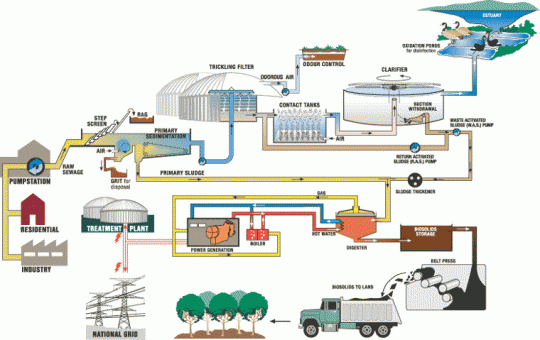 ESTUARY
OXIDATION PONDS
for disinfection
TRICKLING FILTER
ODOUR CONTROL
ODOROUS AIR
CLARIFIER
STEP
SCREEN
RAG
CONTACT TANKS
SUCTION
WITHDRAWAL
PRIMARY
SEDIMENTATION
WASTE ACTIVATED
SLUDGE (W.A.S.) PUMP
AIR
AIR
RETURN ACTIVATED
SLUDGE (R.A.S.) PUMP
PUMPSTATION
RAW
SEWAGE
GRIT for
disposal
PRIMARY SLUDGE
SLUDGE THICKENER
GAS
RESIDENTIAL
TREATMENT PLANT
POWER GENERATION
BOILER
HOT WATER
DIGESTER
BIOSOLIDS
STORAGE
INDUSTRY
BELT PRESS
BIOSOLIDS TO LAND
NATIONAL GRID